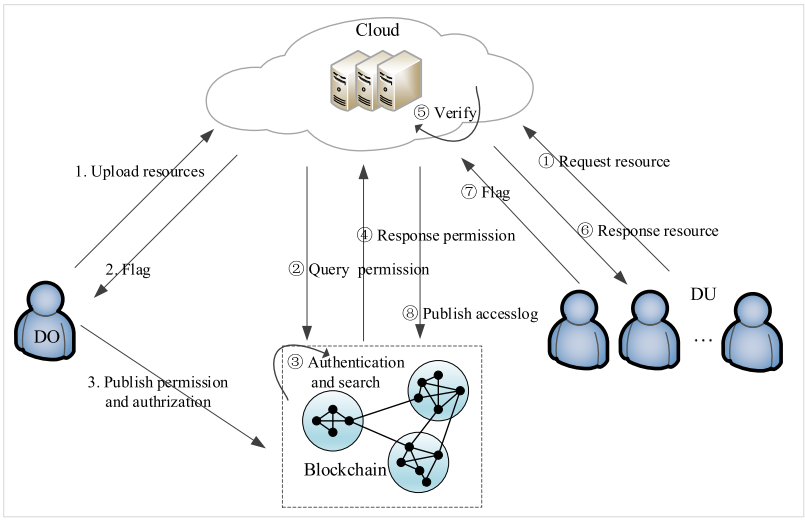 Cloud
⑤ Verify
1. Upload resources
① Request resource
⑦ Flag
④ Response permission
⑥ Response resource
2. Flag
② Query permission
DU
⑧ Publish accesslog
DO
...
③ Authentication
and search
3. Publish permission
and authrization
Blockchain